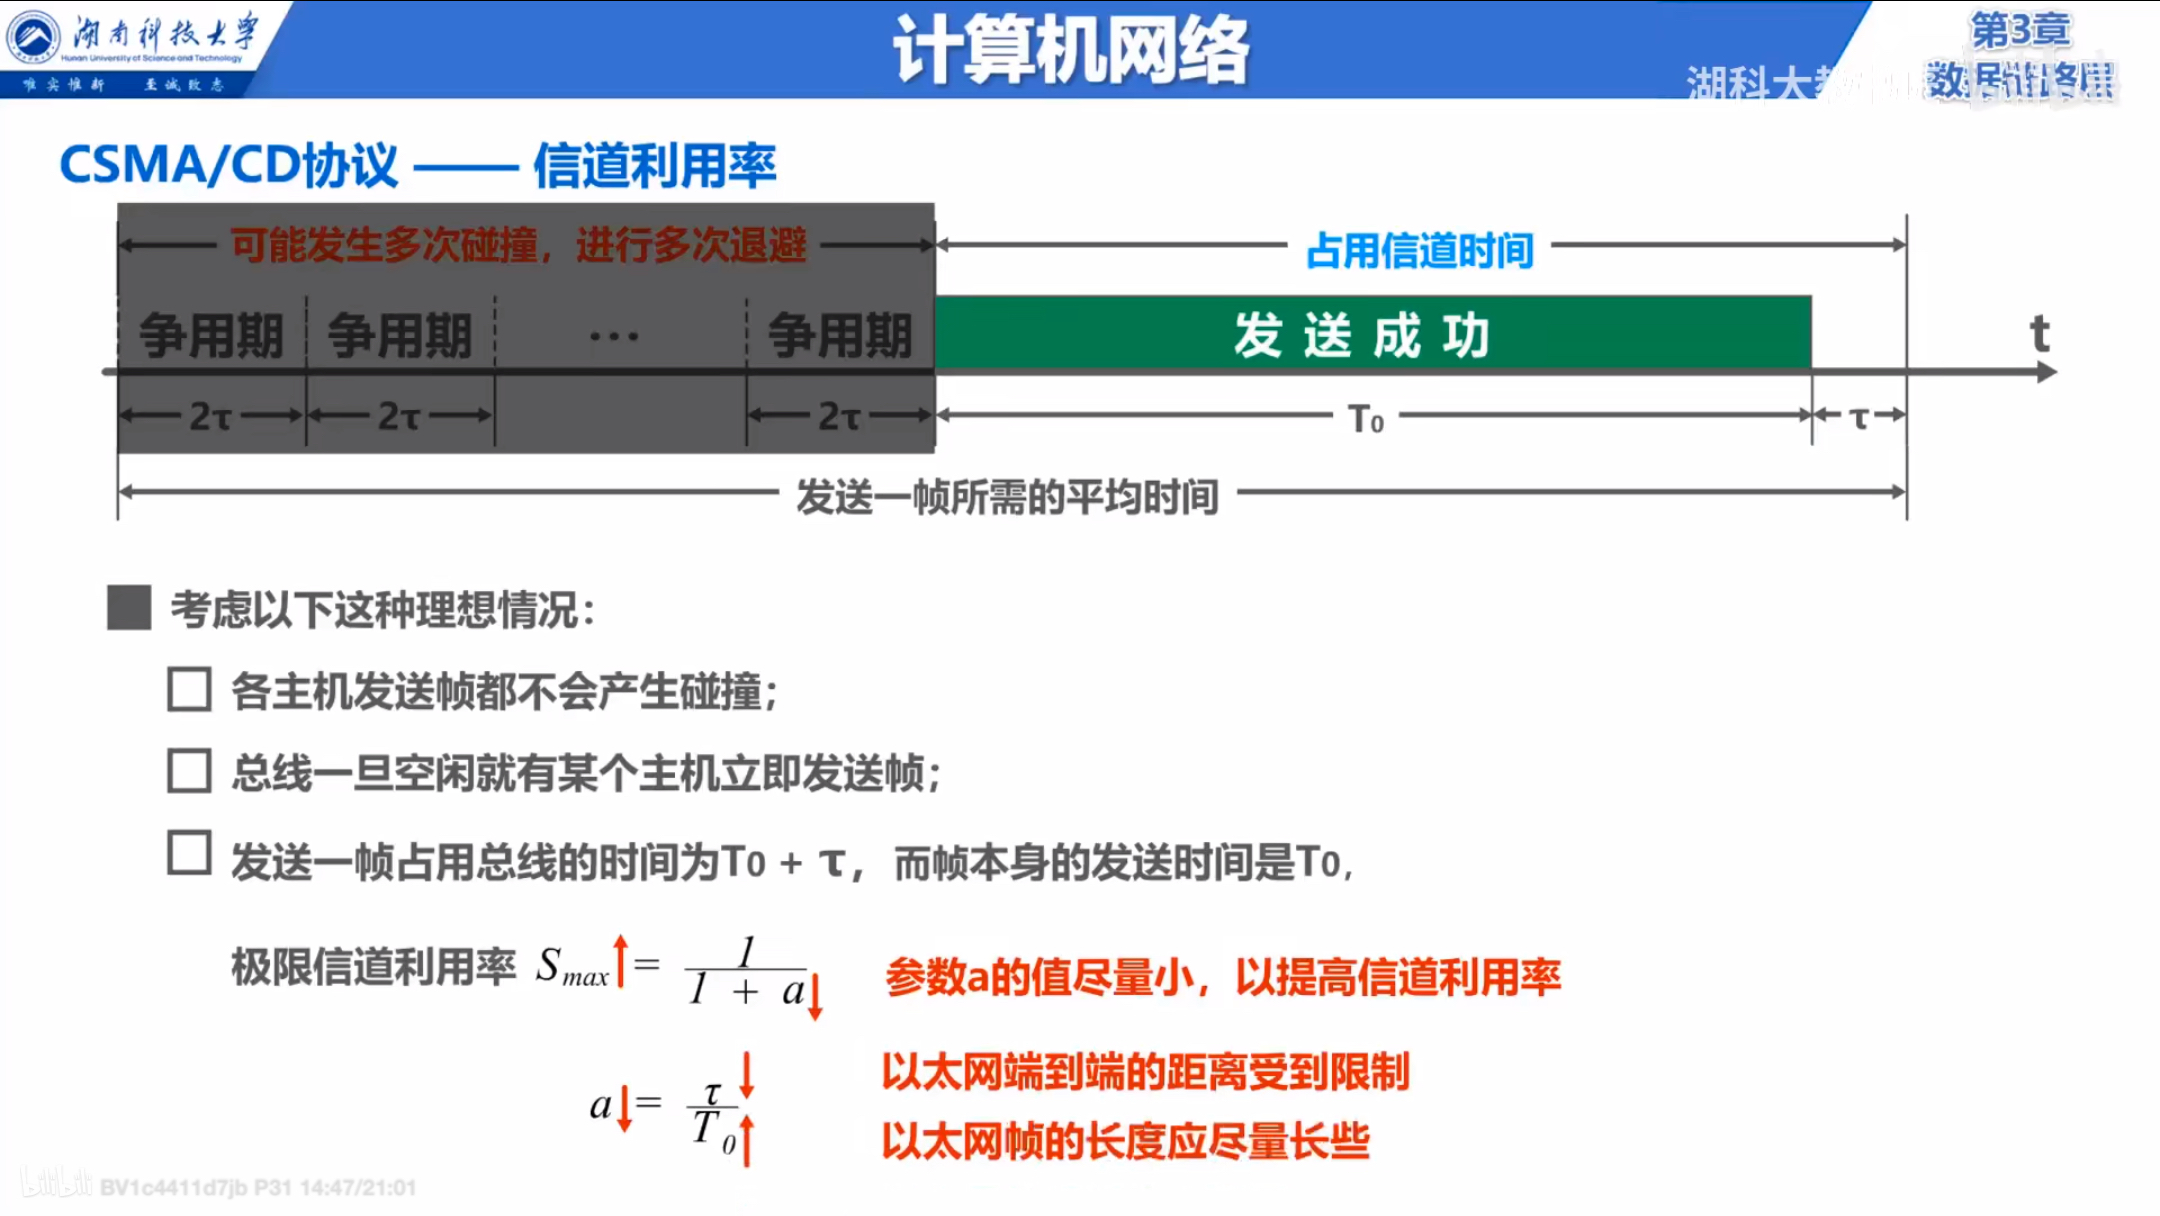 湖南科技大学
Hunan University of Science and Technology
唯实惟新 至诚致志
计算机网络
第3章
数据链路层
湖科大教
CSMA/CD协议 —— 信道利用率
可能发生多次碰撞，进行多次退避
占用信道时间
争用期 争用期 … 争用期 发送成功 t
2τ 2τ 2τ T₀ τ
发送一帧所需的平均时间
考虑以下这种理想情况：
各主机发送帧都不会产生碰撞；
总线一旦空闲就有某个主机立即发送帧；
发送一帧占用总线的时间为T₀ + τ，而帧本身的发送时间是T₀，
极限信道利用率 Smax↑ = 1 / (1 + a↓) 参数a的值尽量小，以提高信道利用率
a↓ = τ↓ / T₀↑
以太网端到端的距离受到限制
以太网帧的长度应尽量长些
bilibili BV1c4411d7jb P31 14:47/21:01